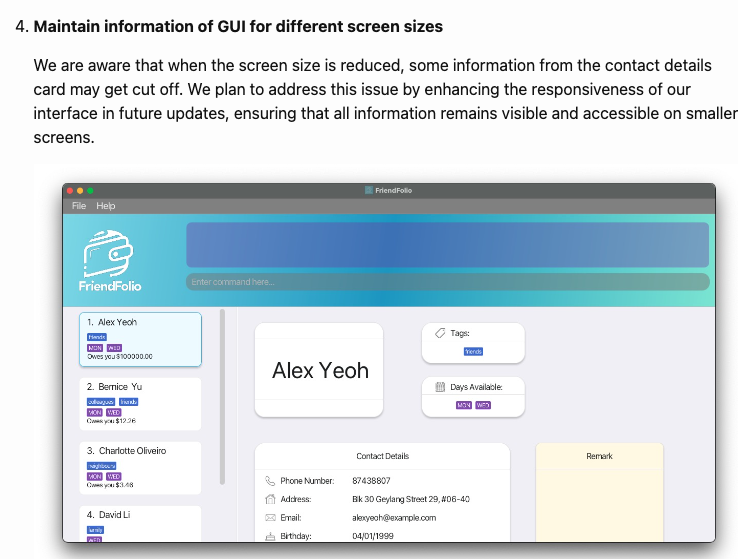 4. Maintain information of GUI for different screen sizes
We are aware that when the screen size is reduced, some information from the contact details
card may get cut off. We plan to address this issue by enhancing the responsiveness of our
interface in future updates, ensuring that all information remains visible and accessible on smaller
screens.
FriendFolio
File Help
FriendFolio
Enter command here...
1. Alex Yeoh
friends
MON WED
Owes you $100000.00
2. Bernice Yu
colleagues friends
MON WED
Owes you $12.26
3. Charlotte Oliveiro
neighbours
MON WED
Owes you $3.46
4. David Li
family
WED
Alex Yeoh
Tags:
friends
Days Available:
MON WED
Contact Details
Phone Number: 87438807
Address: Blk 30 Geylang Street 29, #06-40
Email: alexyeoh@example.com
Birthday: 04/01/1999
Remark